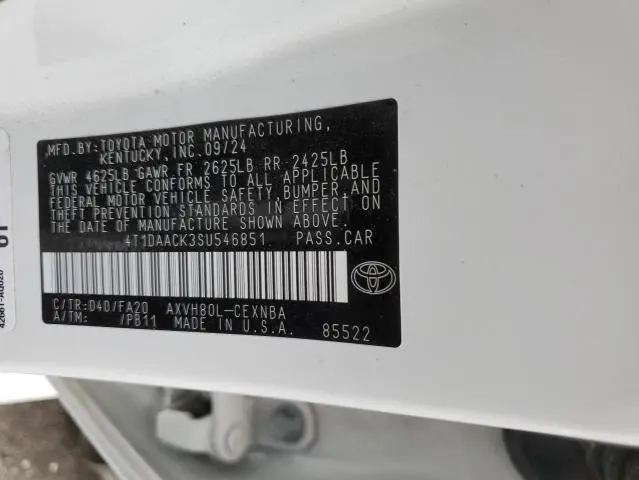 MFD.BY:TOYOTA MOTOR MANUFACTURING,
KENTUCKY,INC.09/24
GVWR 4625LB GAWR FR 2625LB RR 2425LB
THIS VEHICLE CONFORMS TO ALL APPLICABLE
FEDERAL MOTOR VEHICLE SAFETY,BUMPER,AND
THEFT PREVENTION STANDARDS IN EFFECT ON
THE DATE OF MANUFACTURE SHOWN ABOVE.
4T1DAACK3SU546851 PASS.CAR
C/TR:040/FA20 AXVH80L-CEXNBA
A/TM: /PB11 MADE IN U.S.A. 85522